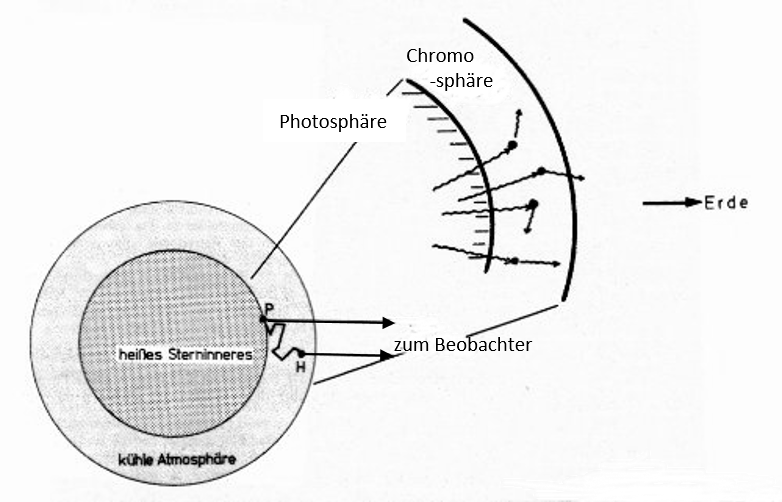 Chromo
-sphäre
Photosphäre
Erde
P
heißes Sterninneres
zum Beobachter
H
kühle Atmosphäre